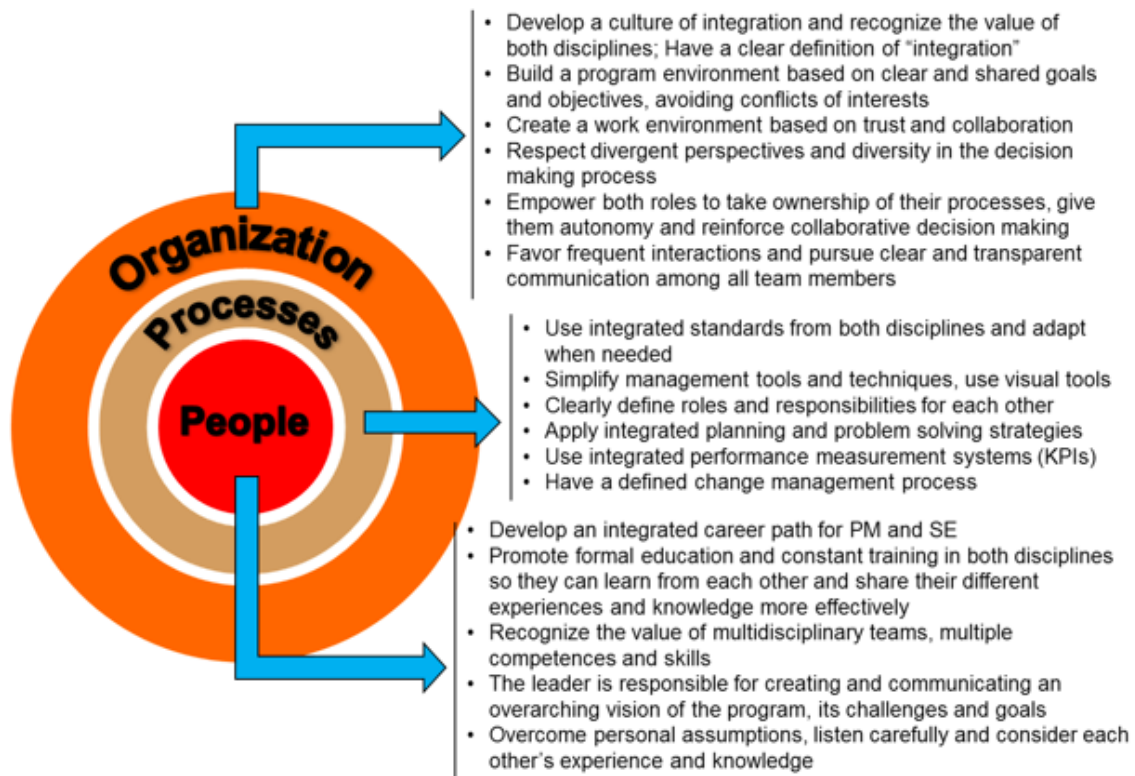 • Develop a culture of integration and recognize the value of
both disciplines; Have a clear definition of “integration”
• Build a program environment based on clear and shared goals
and objectives, avoiding conflicts of interests
• Create a work environment based on trust and collaboration
• Respect divergent perspectives and diversity in the decision
making process
• Empower both roles to take ownership of their processes, give
them autonomy and reinforce collaborative decision making
• Favor frequent interactions and pursue clear and transparent
communication among all team members
Organization
Processes
People
• Use integrated standards from both disciplines and adapt
when needed
• Simplify management tools and techniques, use visual tools
• Clearly define roles and responsibilities for each other
• Apply integrated planning and problem solving strategies
• Use integrated performance measurement systems (KPIs)
• Have a defined change management process
• Develop an integrated career path for PM and SE
• Promote formal education and constant training in both disciplines
so they can learn from each other and share their different
experiences and knowledge more effectively
• Recognize the value of multidisciplinary teams, multiple
competences and skills
• The leader is responsible for creating and communicating an
overarching vision of the program, its challenges and goals
• Overcome personal assumptions, listen carefully and consider each
other’s experience and knowledge